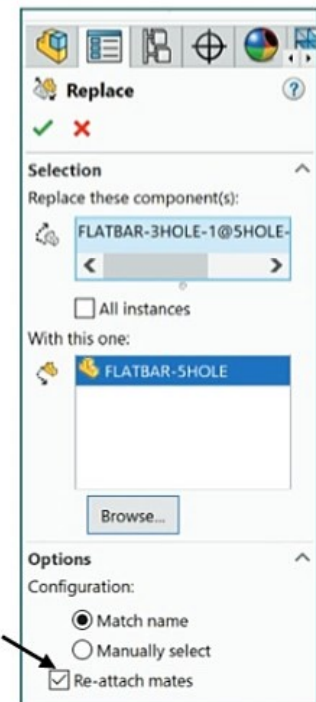 Replace
?
Selection
Replace these component(s):
FLATBAR-3HOLE-1@5HOLE-
All instances
With this one:
FLATBAR-5HOLE
Browse...
Options
Configuration:
Match name
Manually select
Re-attach mates